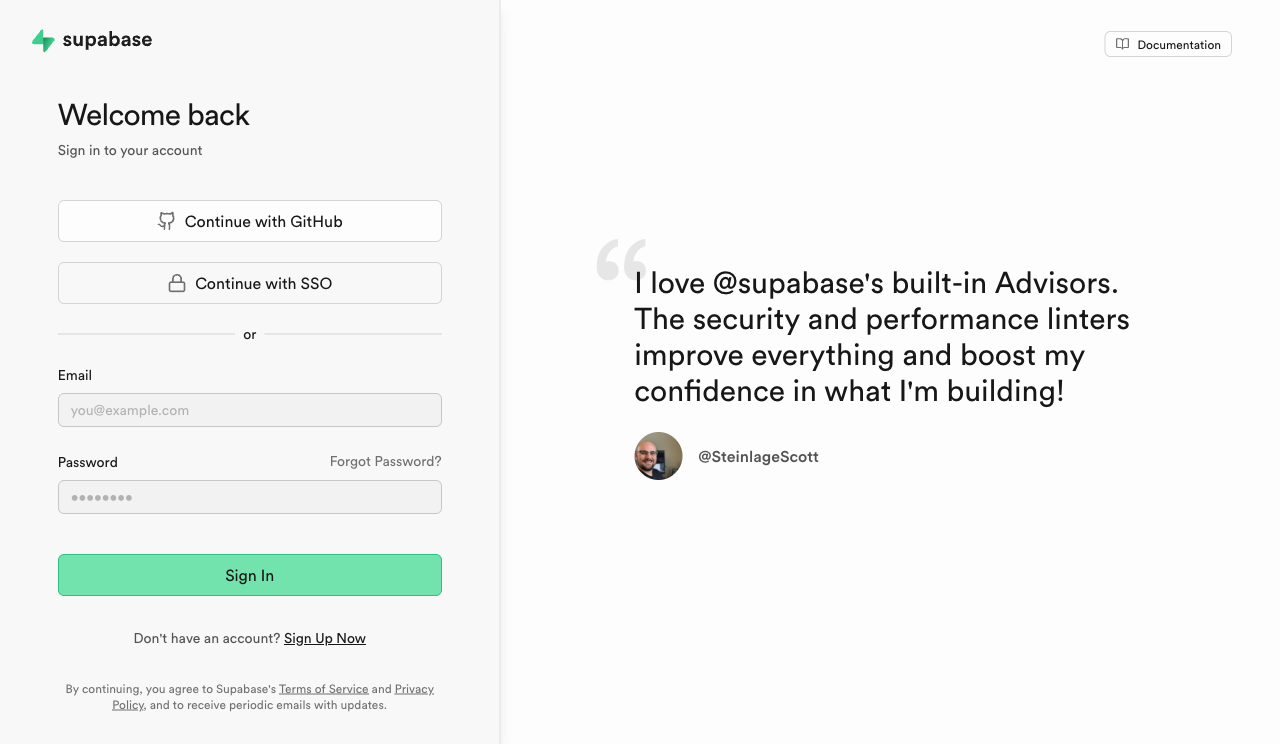 supabase
Documentation
Welcome back
Sign in to your account
Continue with GitHub
Continue with SSO
or
Email
you@example.com
Password
Forgot Password?
••••••••
Sign In
Don't have an account? Sign Up Now
By continuing, you agree to Supabase's Terms of Service and Privacy
Policy, and to receive periodic emails with updates.
“
I love @supabase's built-in Advisors.
The security and performance linters
improve everything and boost my
confidence in what I'm building!
@SteinlageScott